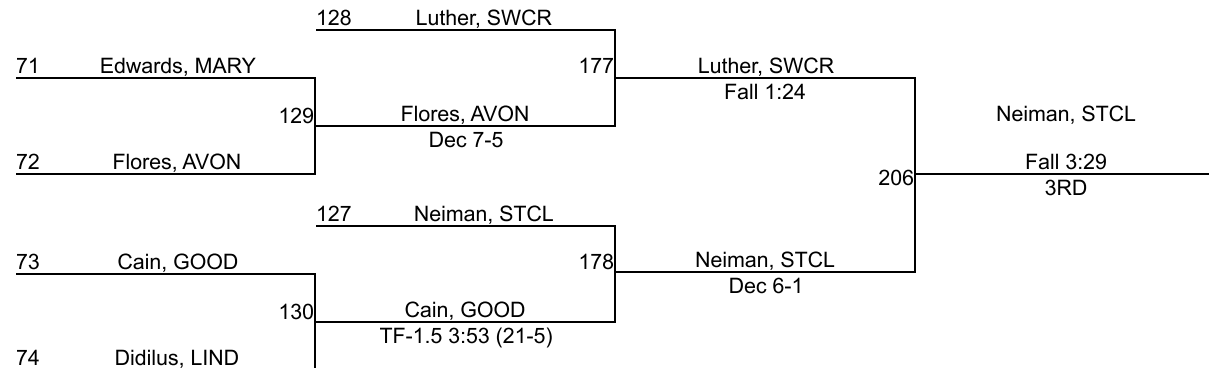 128 Luther, SWCR
71 Edwards, MARY
177 Luther, SWCR
Fall 1:24
129 Flores, AVON
Dec 7-5
Neiman, STCL
72 Flores, AVON
Fall 3:29
206
3RD
127 Neiman, STCL
73 Cain, GOOD
178 Neiman, STCL
Dec 6-1
130 Cain, GOOD
TF-1.5 3:53 (21-5)
74 Didilus, LIND